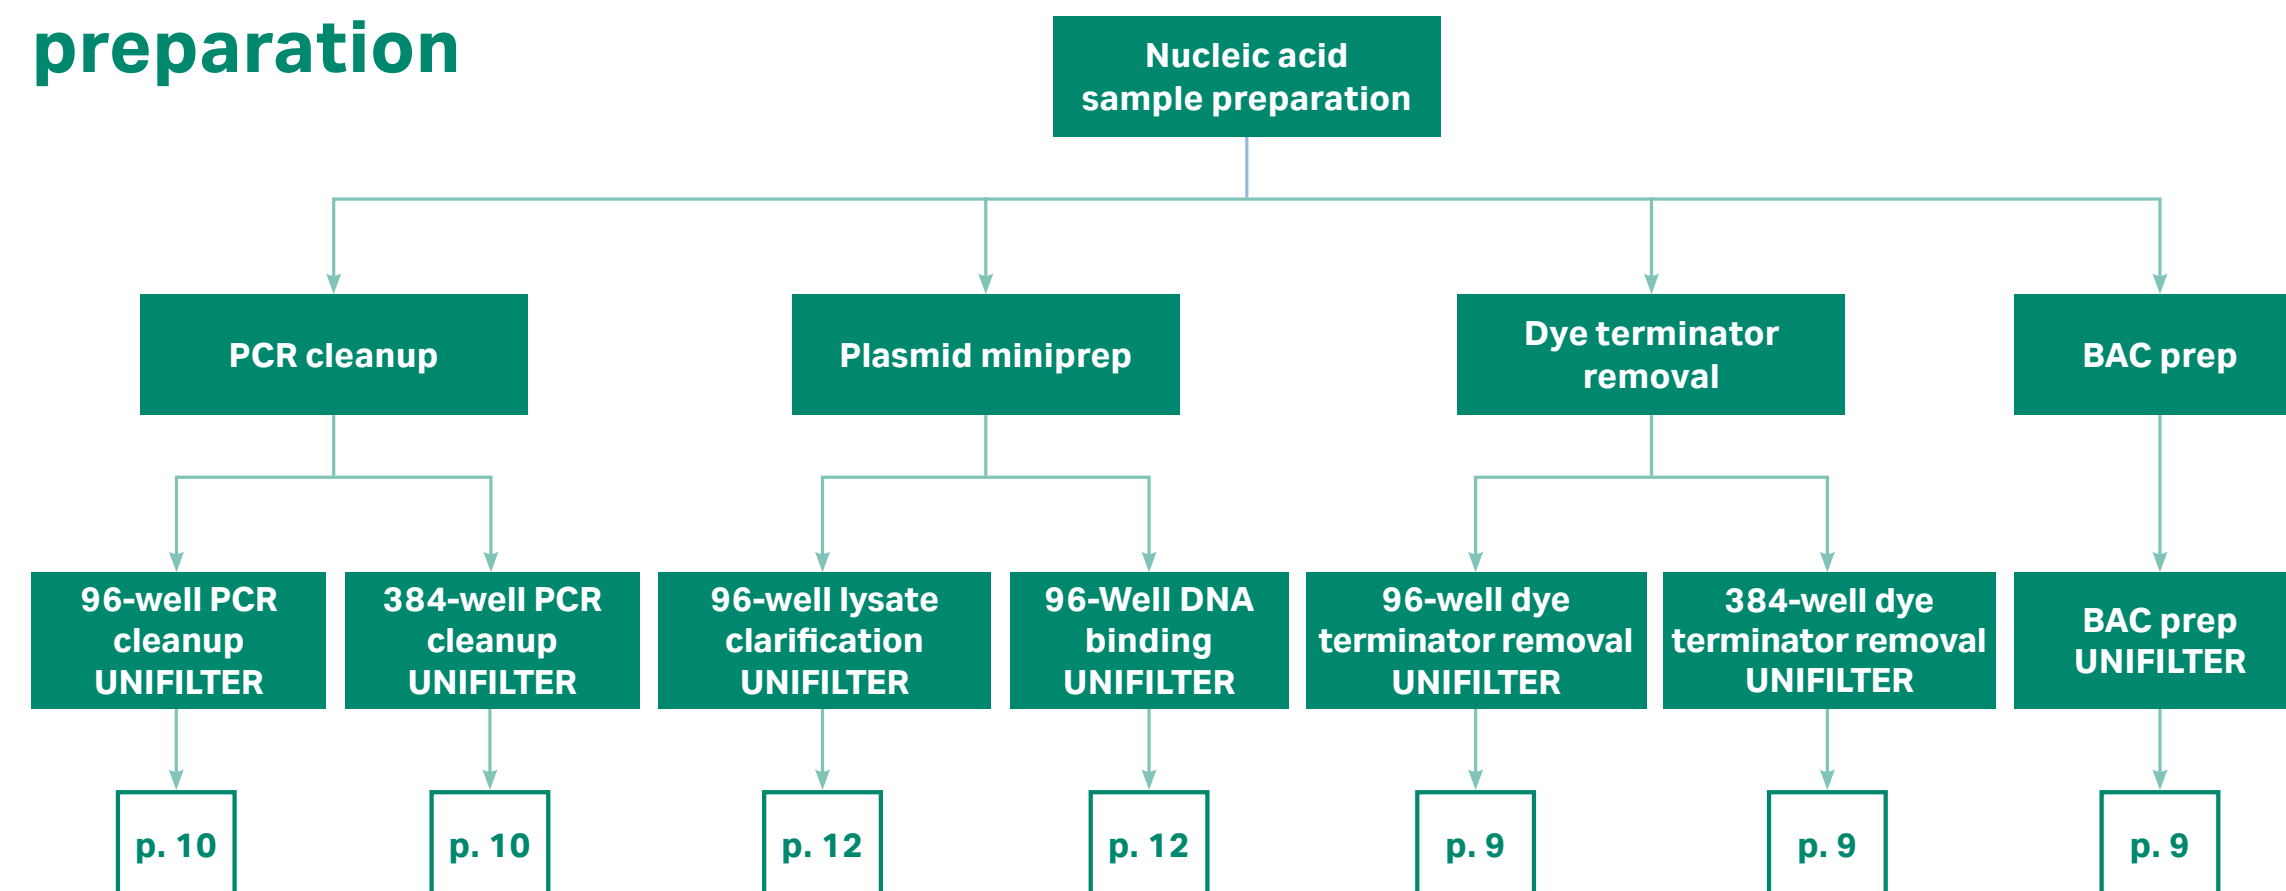 preparation
Nucleic acid
sample preparation
PCR cleanup
Plasmid miniprep
Dye terminator
removal
BAC prep
96-well PCR
cleanup
UNIFILTER
384-well PCR
cleanup
UNIFILTER
96-well lysate
clarification
UNIFILTER
96-Well DNA
binding
UNIFILTER
96-well dye
terminator removal
UNIFILTER
384-well dye
terminator removal
UNIFILTER
BAC prep
UNIFILTER
p. 10
p. 10
p. 12
p. 12
p. 9
p. 9
p. 9